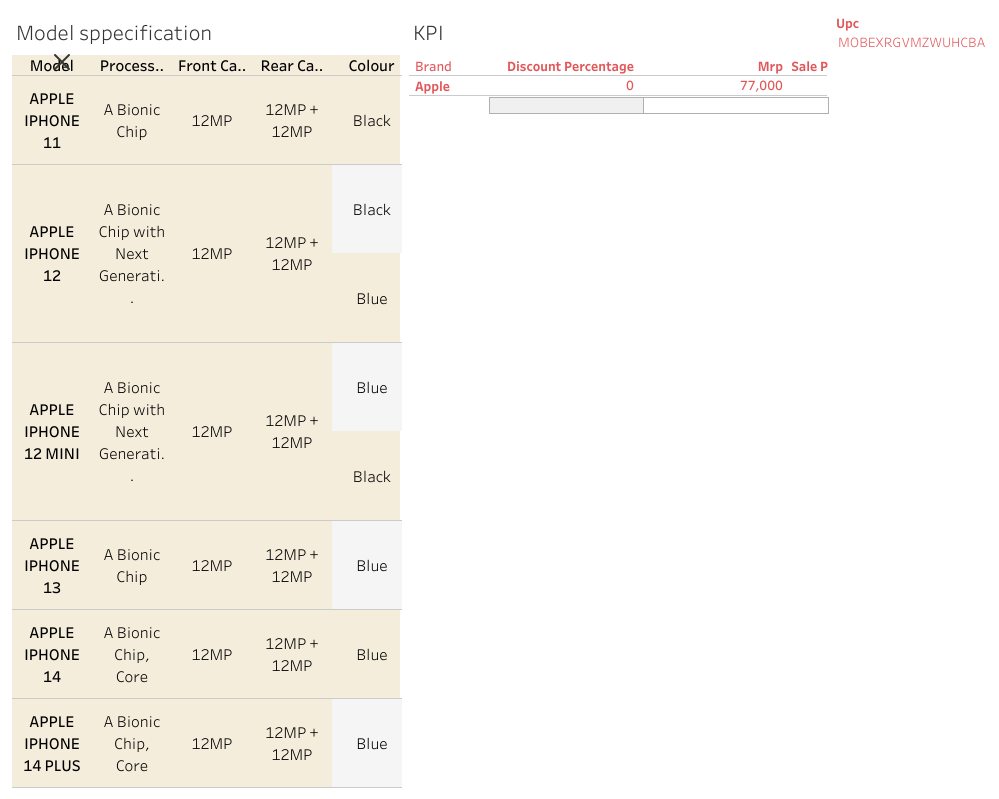 Model sppecification
Model Process.. Front Ca.. Rear Ca.. Colour
APPLE
IPHONE
11
A Bionic
Chip
12MP
12MP +
12MP
Black
APPLE
IPHONE
12
A Bionic
Chip with
Next
Generati.
.
12MP
12MP +
12MP
Black
Blue
APPLE
IPHONE
12 MINI
A Bionic
Chip with
Next
Generati.
.
12MP
12MP +
12MP
Blue
Black
APPLE
IPHONE
13
A Bionic
Chip
12MP
12MP +
12MP
Blue
APPLE
IPHONE
14
A Bionic
Chip,
Core
12MP
12MP +
12MP
Blue
APPLE
IPHONE
14 PLUS
A Bionic
Chip,
Core
12MP
12MP +
12MP
Blue
KPI
Brand Discount Percentage Mrp Sale P
Apple 0 77,000
Upc
MOBEXRGVMZWUHCBA